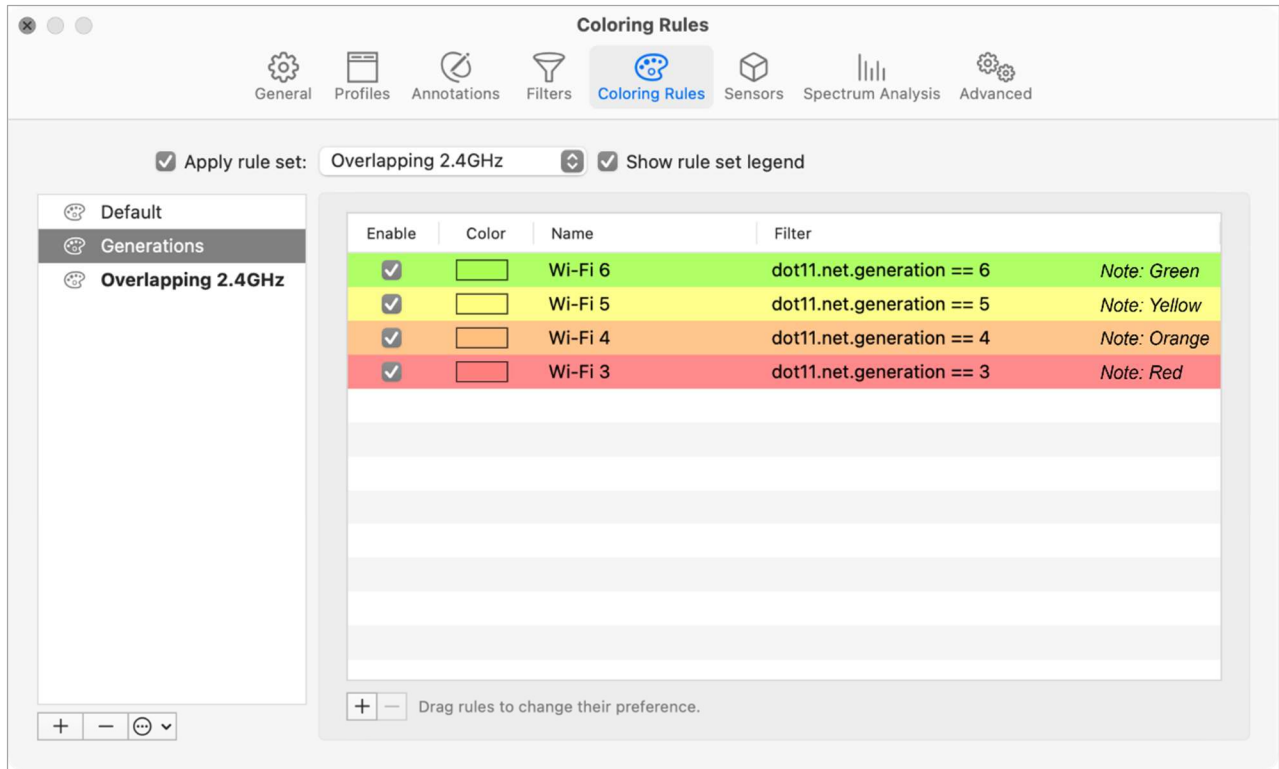 Coloring Rules
General Profiles Annotations Filters Coloring Rules Sensors Spectrum Analysis Advanced
Apply rule set: Overlapping 2.4GHz Show rule set legend
Default
Generations
Overlapping 2.4GHz
Enable Color Name Filter
Wi-Fi 6 dot11.net.generation == 6 Note: Green
Wi-Fi 5 dot11.net.generation == 5 Note: Yellow
Wi-Fi 4 dot11.net.generation == 4 Note: Orange
Wi-Fi 3 dot11.net.generation == 3 Note: Red
Drag rules to change their preference.